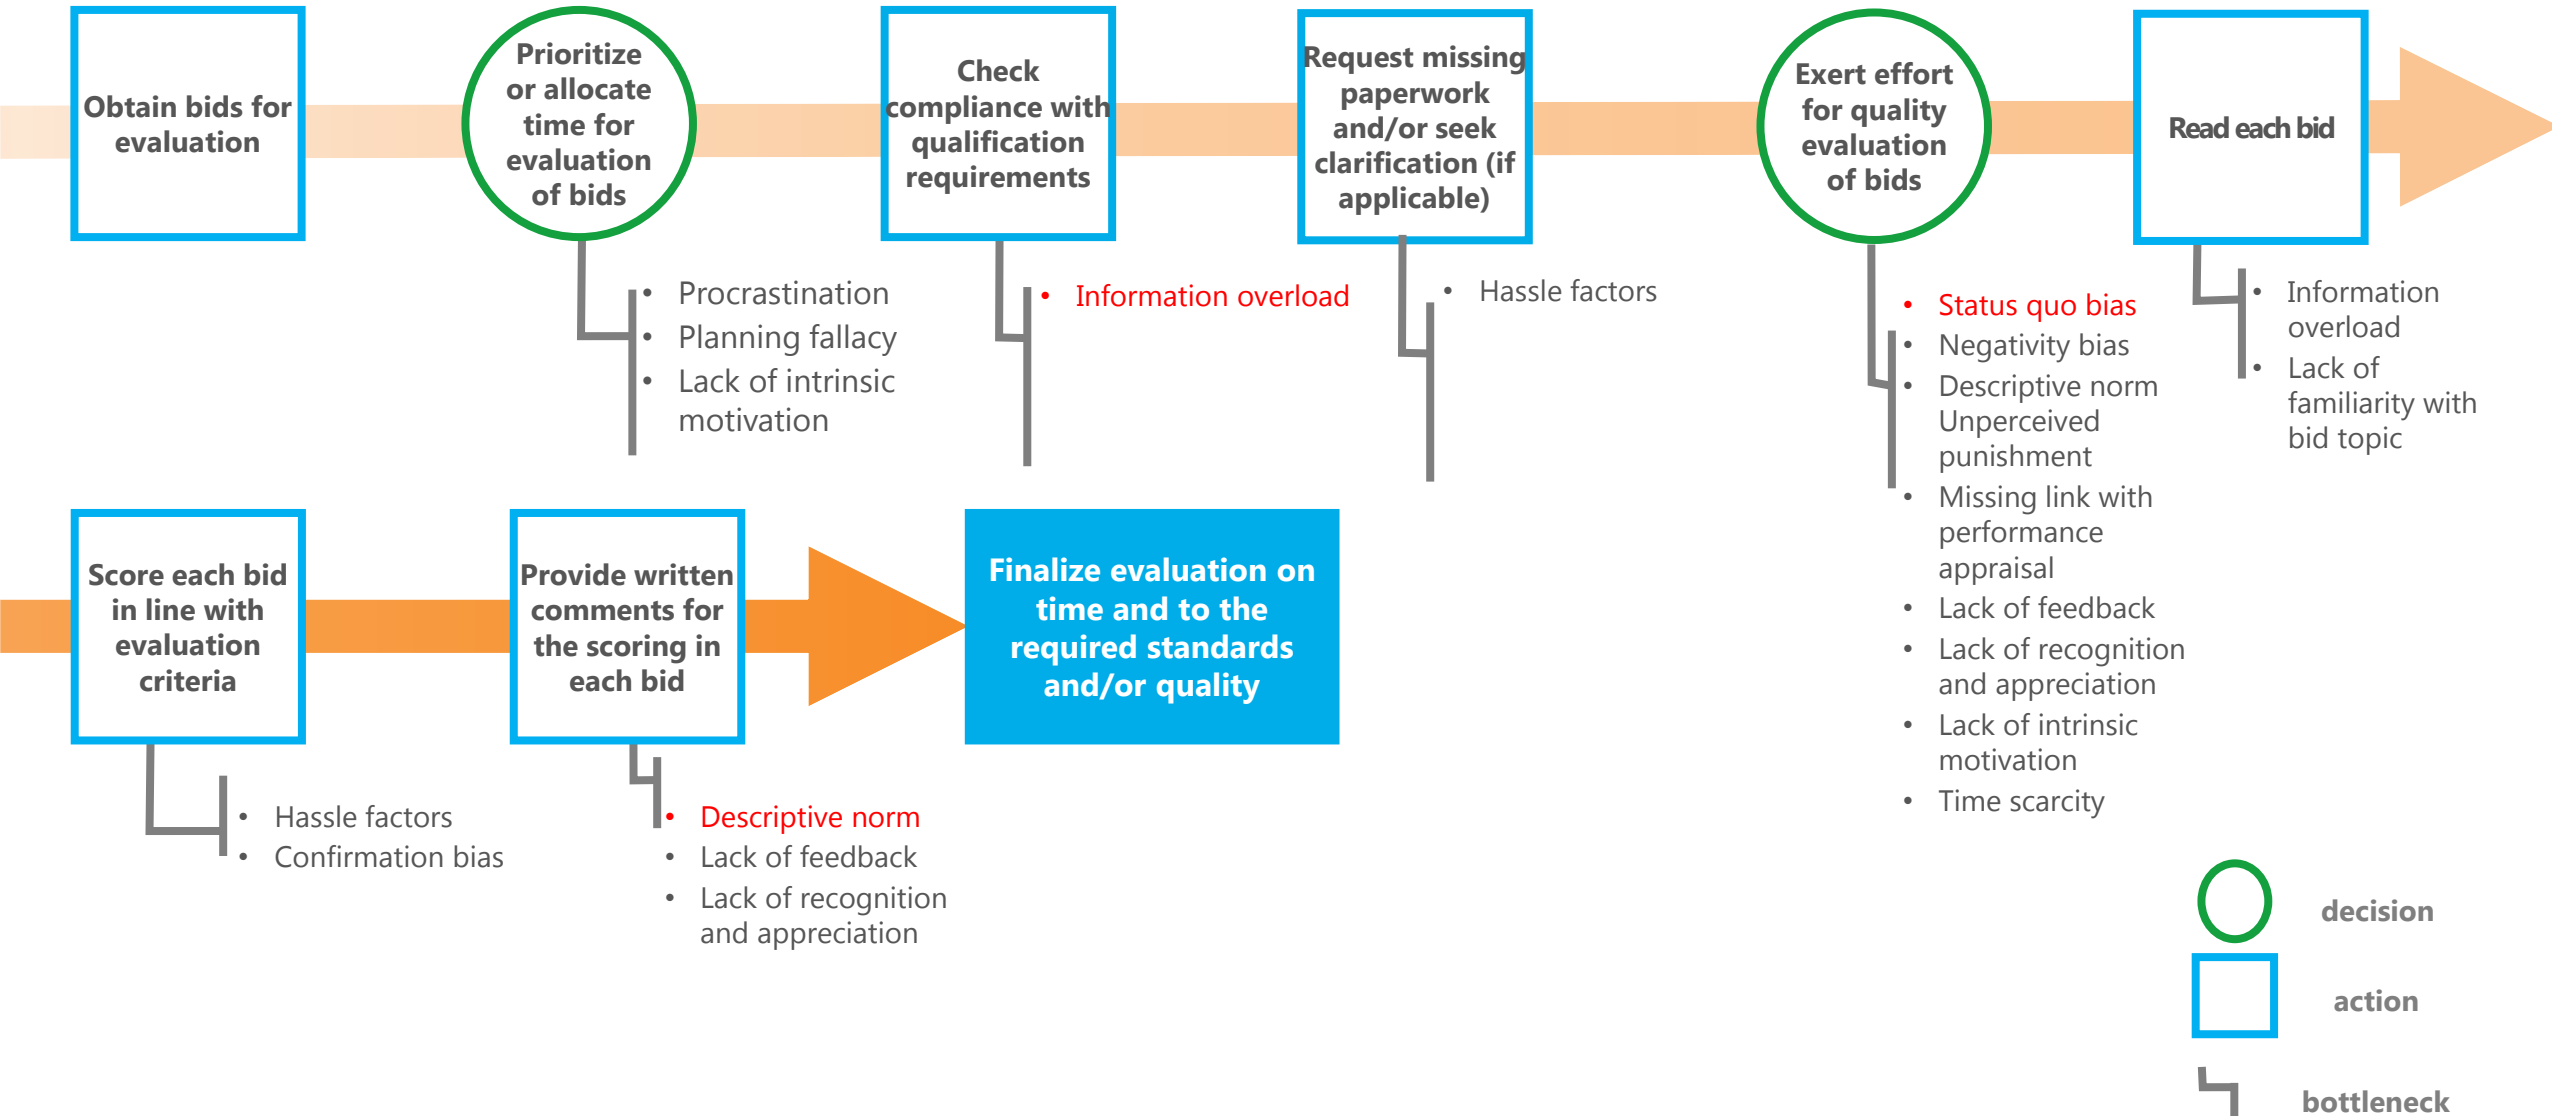 Obtain bids for
evaluation
Prioritize
or allocate
time for
evaluation
of bids
Check
compliance with
qualification
requirements
Request missing
paperwork
and/or seek
clarification (if
applicable)
Exert effort
for quality
evaluation
of bids
Read each bid
• Procrastination
• Planning fallacy
• Lack of intrinsic
motivation
• Information overload
• Hassle factors
• Status quo bias
• Negativity bias
• Descriptive norm
Unperceived
punishment
• Missing link with
performance
appraisal
• Lack of feedback
• Lack of recognition
and appreciation
• Lack of intrinsic
motivation
• Time scarcity
• Information
overload
• Lack of
familiarity with
bid topic
Score each bid
in line with
evaluation
criteria
Provide written
comments for
the scoring in
each bid
Finalize evaluation on
time and to the
required standards
and/or quality
• Hassle factors
• Confirmation bias
• Descriptive norm
• Lack of feedback
• Lack of recognition
and appreciation
decision
action
bottleneck